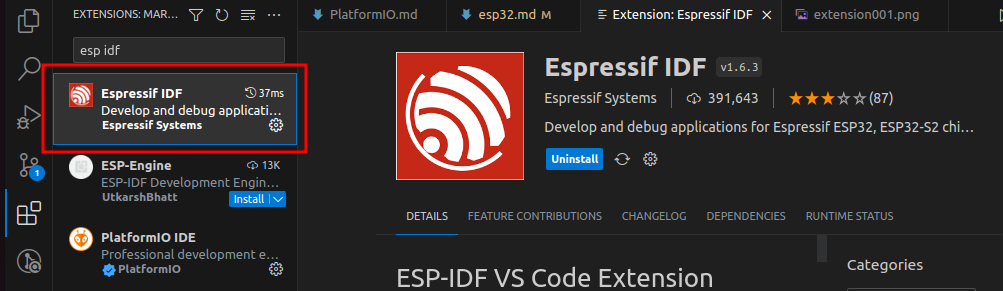 EXTENSIONS: MAR…
PlatformIO.md
esp32.md M
Extension: Espressif IDF
extension001.png
esp idf
Espressif IDF
37ms
Develop and debug applicati…
Espressif Systems
ESP-Engine
13K
ESP-IDF Development Engin…
UtkarshBhatt
Install
PlatformIO IDE
Professional development e…
PlatformIO
1
Espressif IDF
v1.6.3
Espressif Systems
391,643
(87)
Develop and debug applications for Espressif ESP32, ESP32-S2 chi…
Uninstall
DETAILS
FEATURE CONTRIBUTIONS
CHANGELOG
DEPENDENCIES
RUNTIME STATUS
ESP-IDF VS Code Extension
Categories